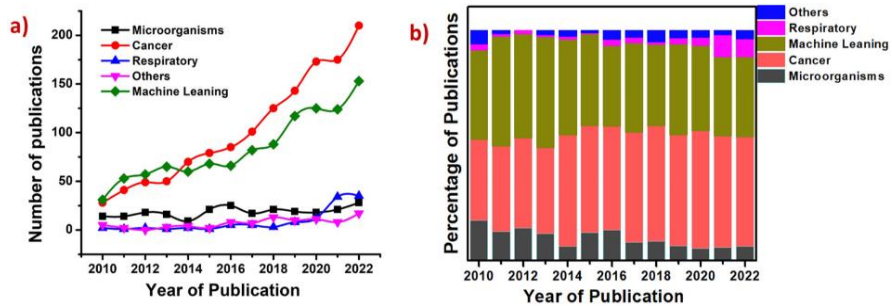 a)
Number of publications
200
150
100
50
0
Microorganisms
Cancer
Respiratory
Others
Machine Leaning
2010 2012 2014 2016 2018 2020 2022
Year of Publication
b)
Percentage of Publications
Others
Respiratory
Machine Leaning
Cancer
Microorganisms
2010 2012 2014 2016 2018 2020 2022
Year of Publication